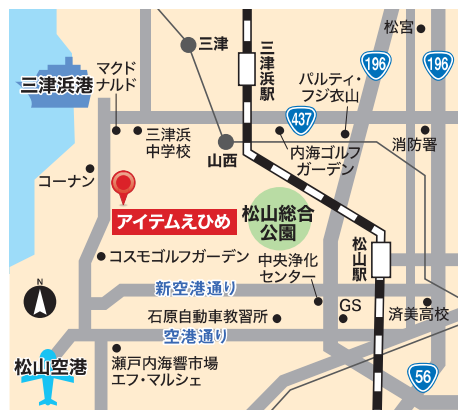 松宮
三津
196
196
三津浜駅
三津浜港
マクド
ナルド
パルティ・
フジ衣山
437
三津浜
中学校
山西
内海ゴルフ
ガーデン
消防署
コーナン
アイテムえひめ
松山総合
公園
松山駅
コスモゴルフガーデン
中央浄化
センター
新空港通り
N
GS
済美高校
石原自動車教習所
空港通り
松山空港
瀬戸内海響市場
エフ・マルシェ
56